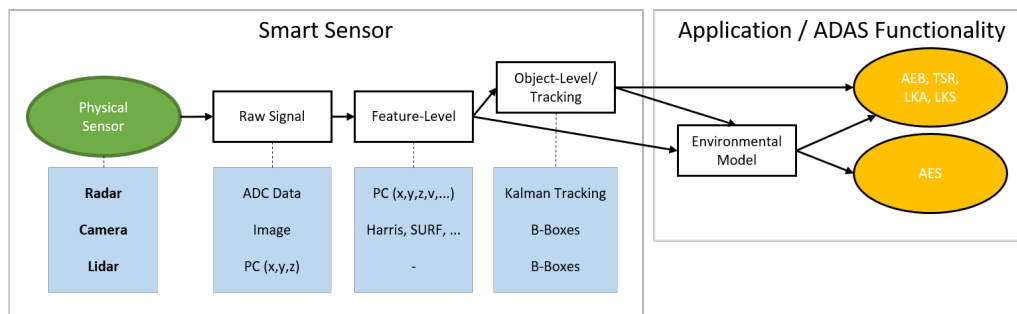 Smart Sensor
Application / ADAS Functionality
Physical
Sensor
Raw Signal
Feature-Level
Object-Level/
Tracking
Environmental
Model
AEB, TSR,
LKA, LKS
AES
Radar
Camera
Lidar
ADC Data
Image
PC (x,y,z)
PC (x,y,z,v,...)
Harris, SURF, ...
-
Kalman Tracking
B-Boxes
B-Boxes